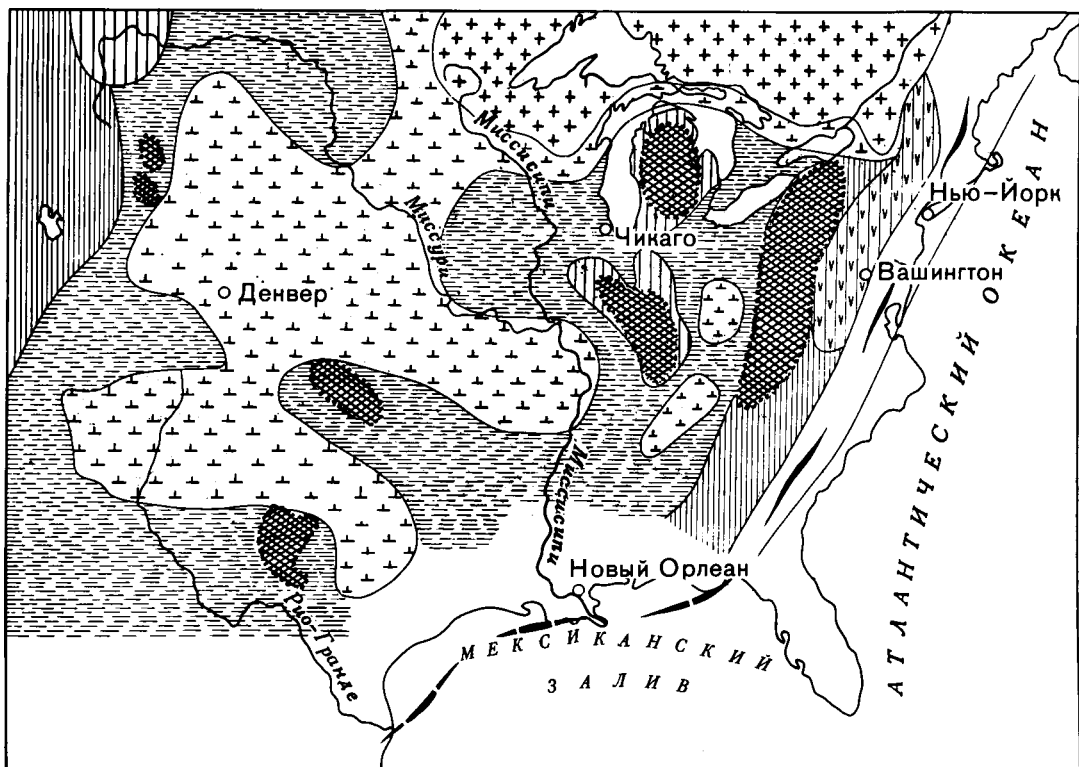 Миссисипи
Миссури
Нью-Йорк
Чикаго
Вашингтон
Денвер
АТЛАНТИЧЕСКИЙ ОКЕАН
Миссисипи
Новый Орлеан
Рио-Гранде
МЕКСИКАНСКИЙ
ЗАЛИВ